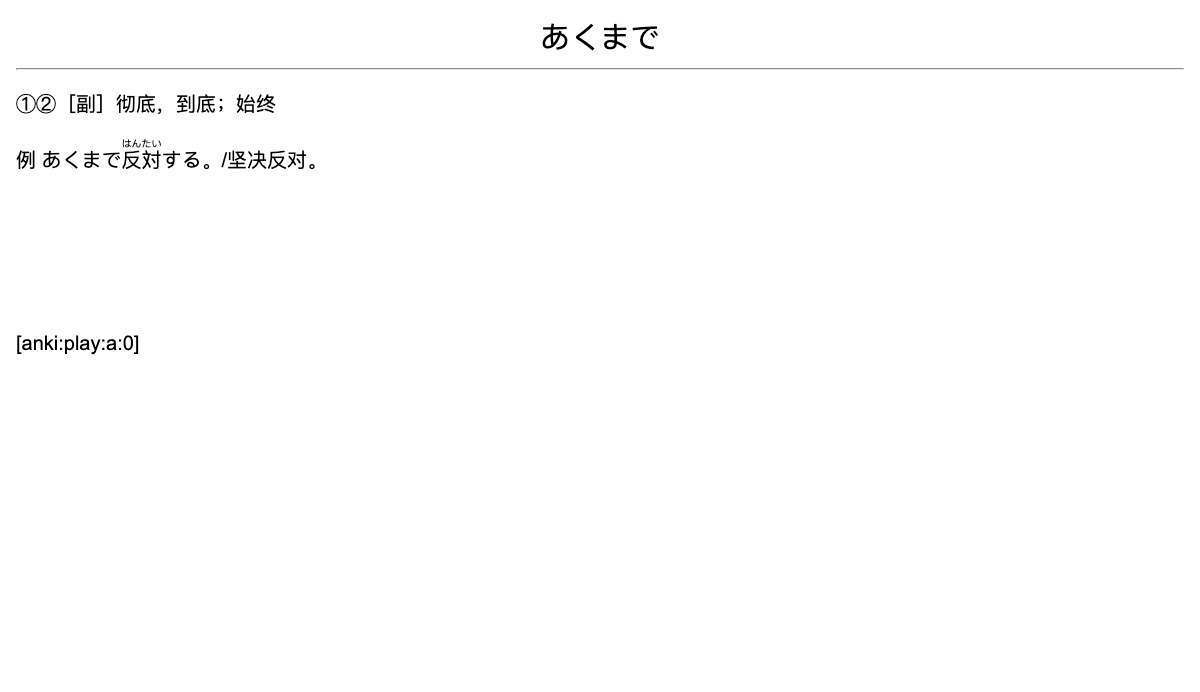 あくまで
①②［副］彻底，到底；始终
はんたい
例 あくまで反対する。/坚决反对。
[anki:play:a:0]